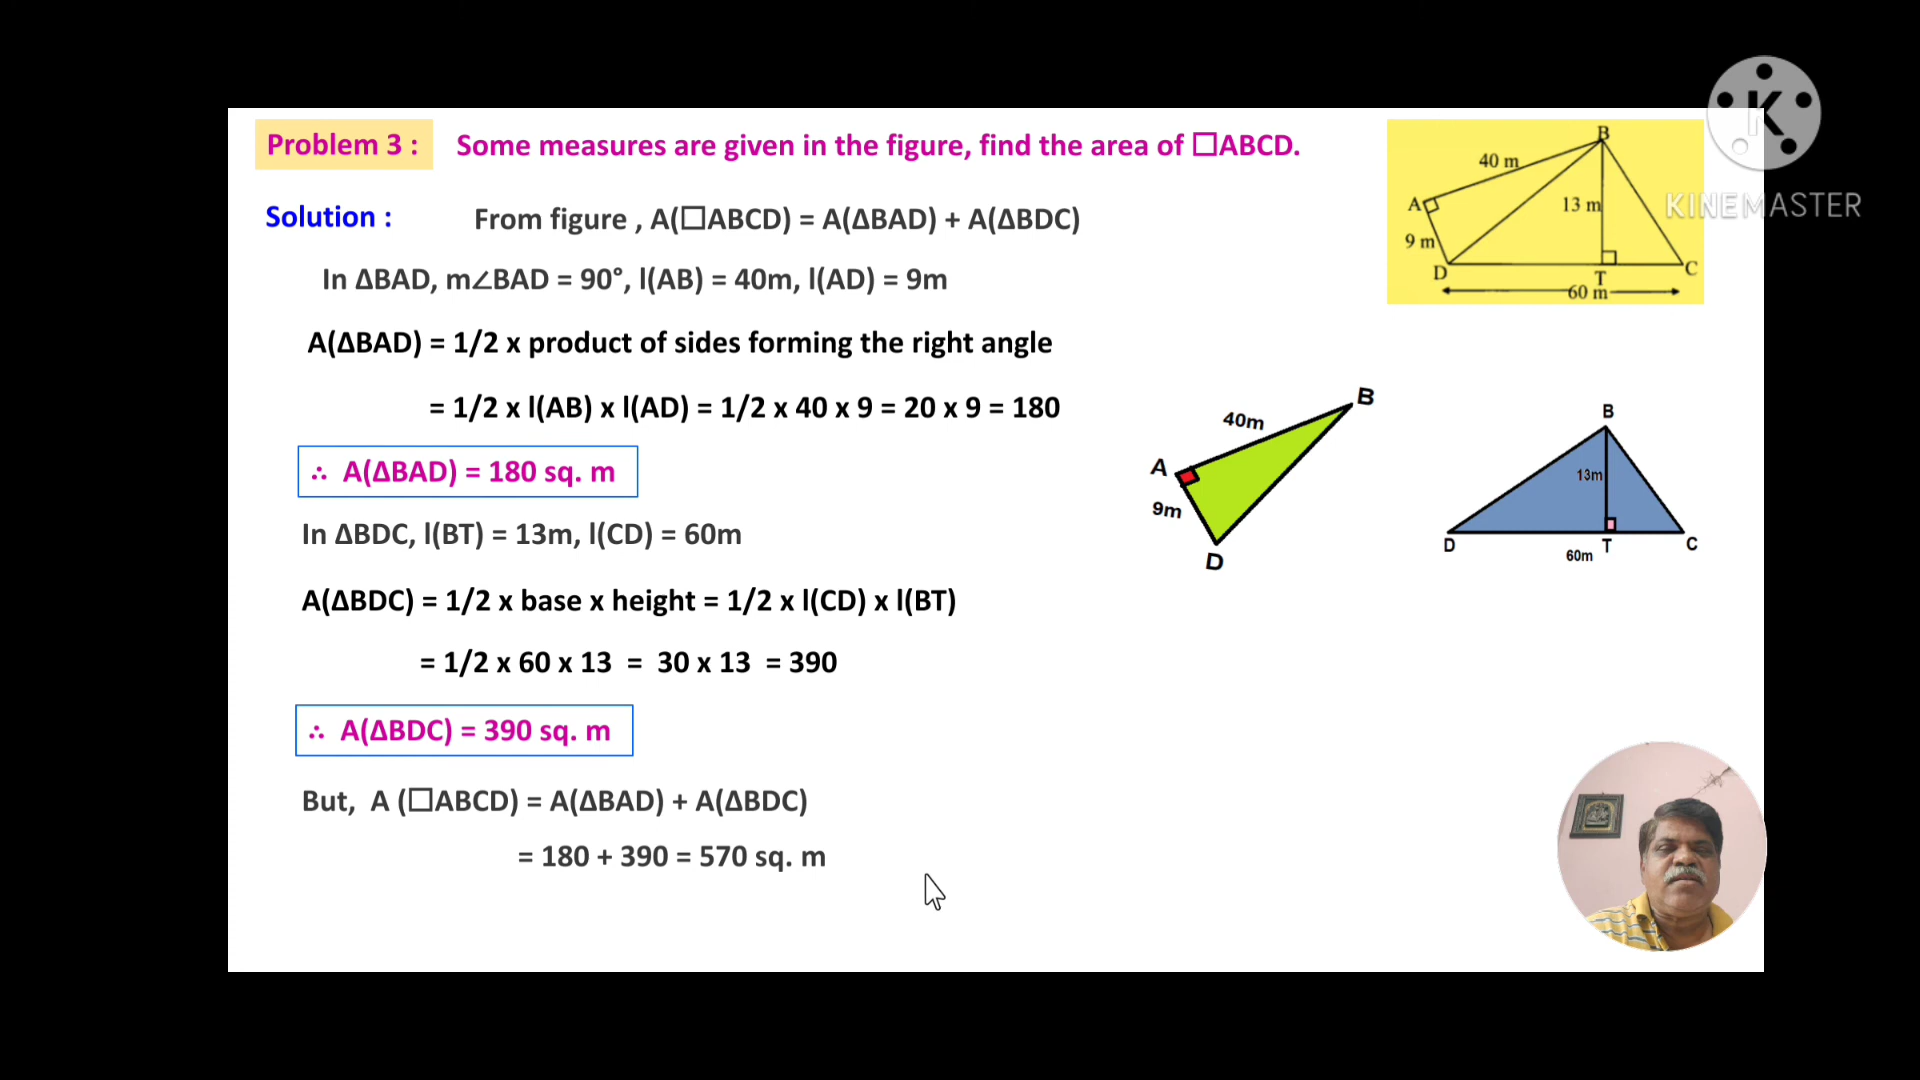 Problem 3 : Some measures are given in the figure, find the area of □ABCD.
Solution : From figure , A(□ABCD) = A(ΔBAD) + A(ΔBDC)
In ΔBAD, m∠BAD = 90°, l(AB) = 40m, l(AD) = 9m
A(ΔBAD) = 1/2 x product of sides forming the right angle
= 1/2 x l(AB) x l(AD) = 1/2 x 40 x 9 = 20 x 9 = 180
∴ A(ΔBAD) = 180 sq. m
In ΔBDC, l(BT) = 13m, l(CD) = 60m
A(ΔBDC) = 1/2 x base x height = 1/2 x l(CD) x l(BT)
= 1/2 x 60 x 13 = 30 x 13 = 390
∴ A(ΔBDC) = 390 sq. m
But, A (□ABCD) = A(ΔBAD) + A(ΔBDC)
= 180 + 390 = 570 sq. m
B
40 m
A
13 m
9 m
D
T
C
60 m
K
KINEMASTER
B
40m
A
9m
D
B
13m
D
T
C
60m